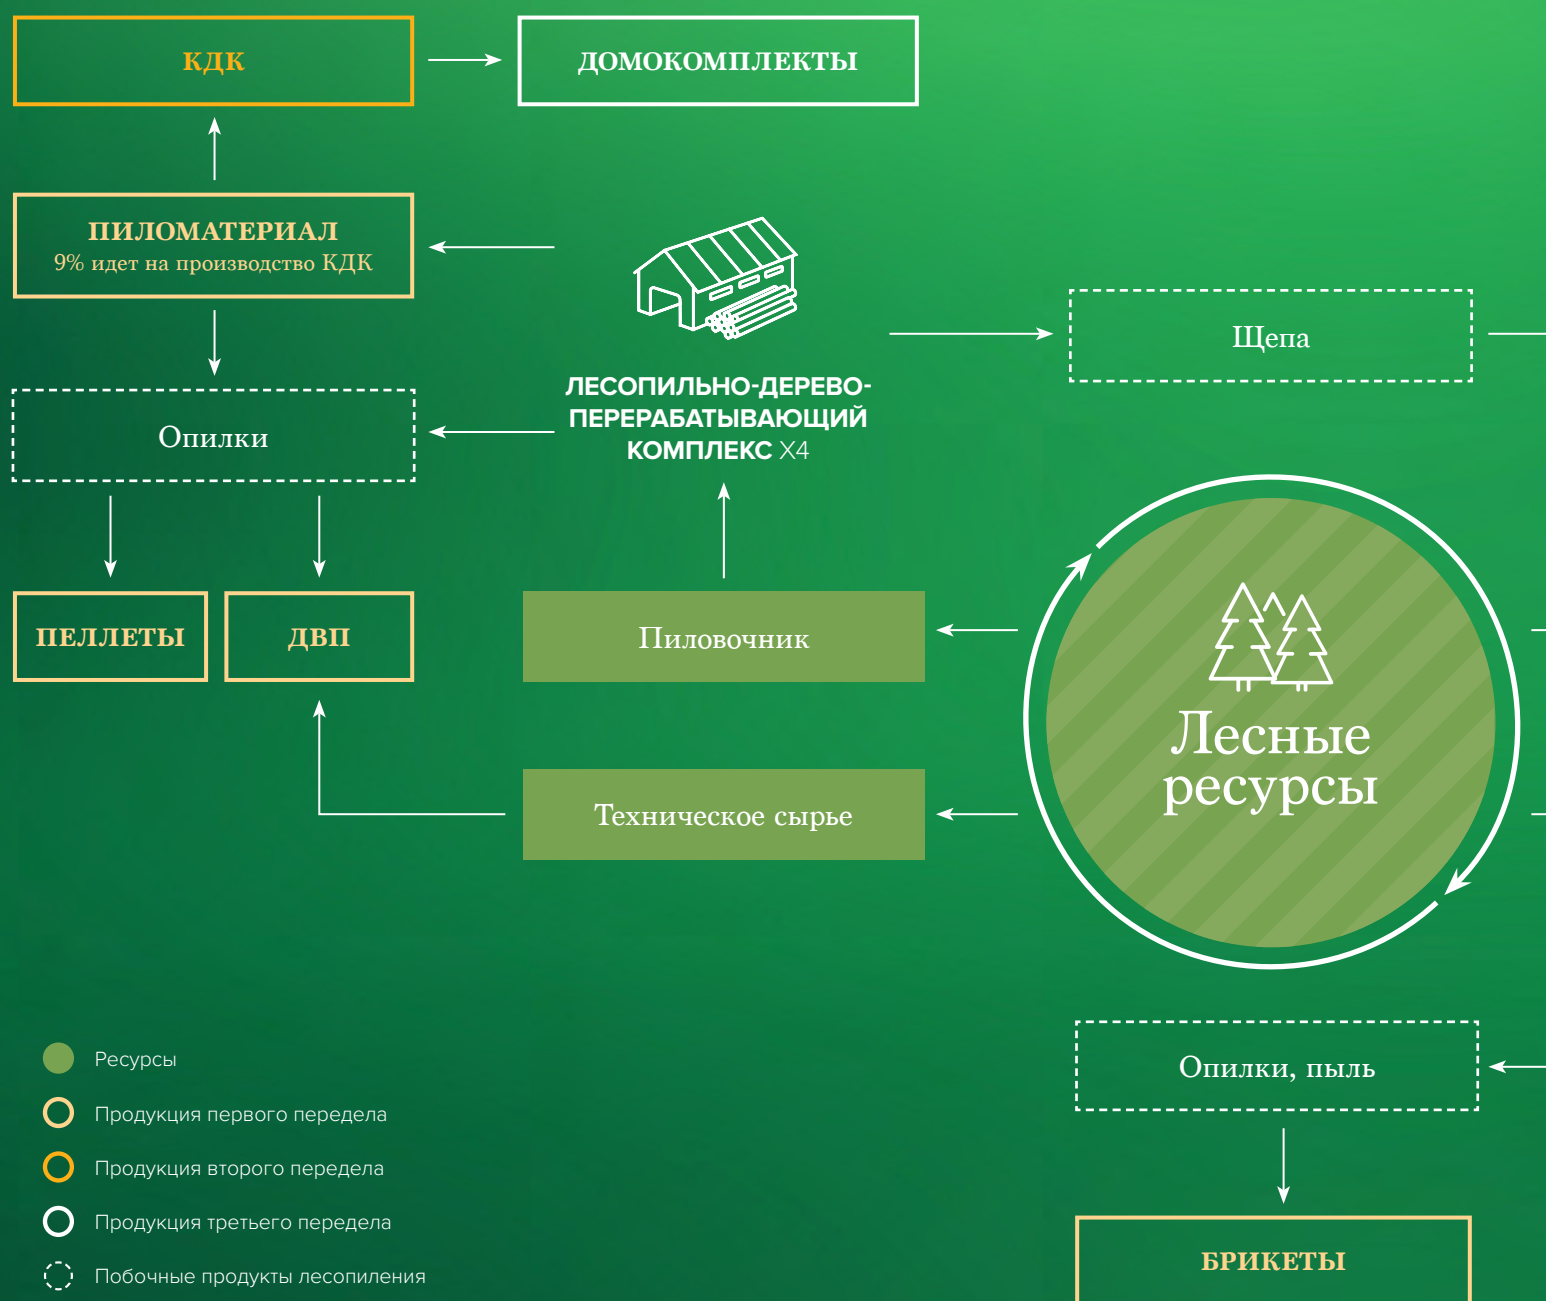 КДК
ДОМОКОМПЛЕКТЫ
ПИЛОМАТЕРИАЛ
9% идет на производство КДК
Щепа
ЛЕСОПИЛЬНО-ДЕРЕВО-
ПЕРЕРАБАТЫВАЮЩИЙ
КОМПЛЕКС X4
Опилки
ПЕЛЛЕТЫ
ДВП
Пиловочник
Лесные
ресурсы
Техническое сырье
Опилки, пыль
БРИКЕТЫ
Ресурсы
Продукция первого передела
Продукция второго передела
Продукция третьего передела
Побочные продукты лесопиления